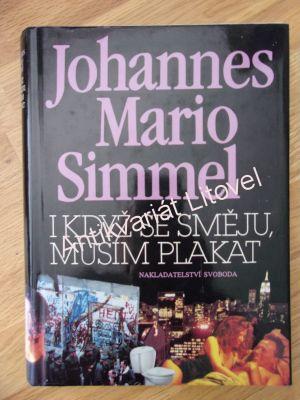 Johannes
Mario
Simmel
I KDYŽ SE SMĚJU,
MUSÍM PLAKAT
NAKLADATELSTVÍ SVOBODA
Antikvariát Litovel